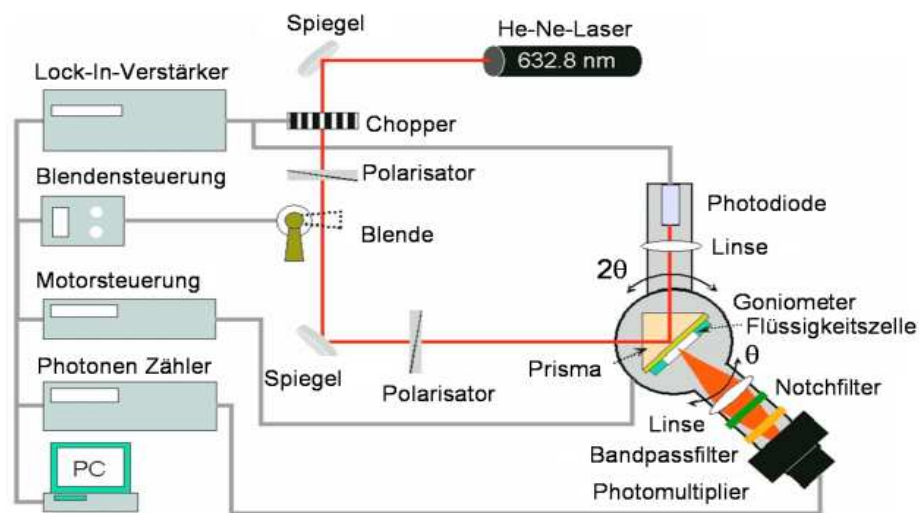 Spiegel
He-Ne-Laser
632.8 nm
Lock-In-Verstärker
Chopper
Polarisator
Blendensteuerung
Blende
Photodiode
Linse
2θ
Motorsteuerung
Goniometer
Flüssigkeitszelle
Photonen Zähler
Spiegel
Polarisator
Prisma
θ
Notchfilter
Linse
Bandpassfilter
PC
Photomultiplier